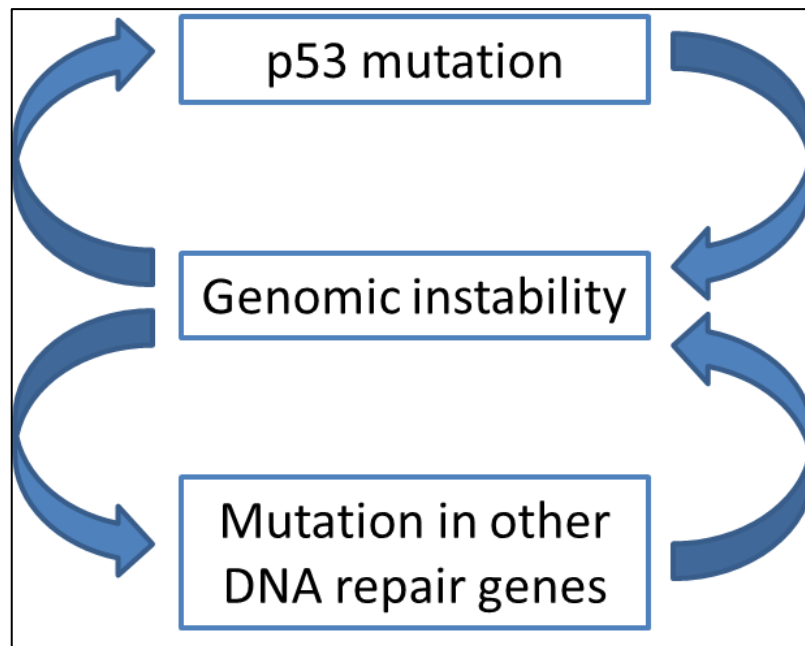 p53 mutation
Genomic instability
Mutation in other
DNA repair genes